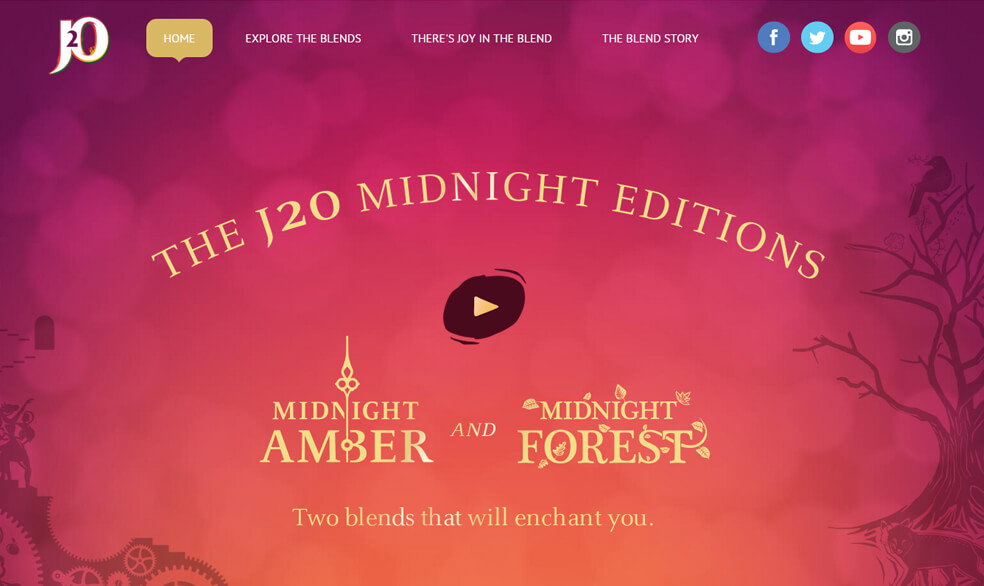 J2O
HOME
EXPLORE THE BLENDS
THERE'S JOY IN THE BLEND
THE BLEND STORY
THE J2O MIDNIGHT EDITIONS
MIDNIGHT
AMBER
AND
MIDNIGHT
FOREST
Two blends that will enchant you.